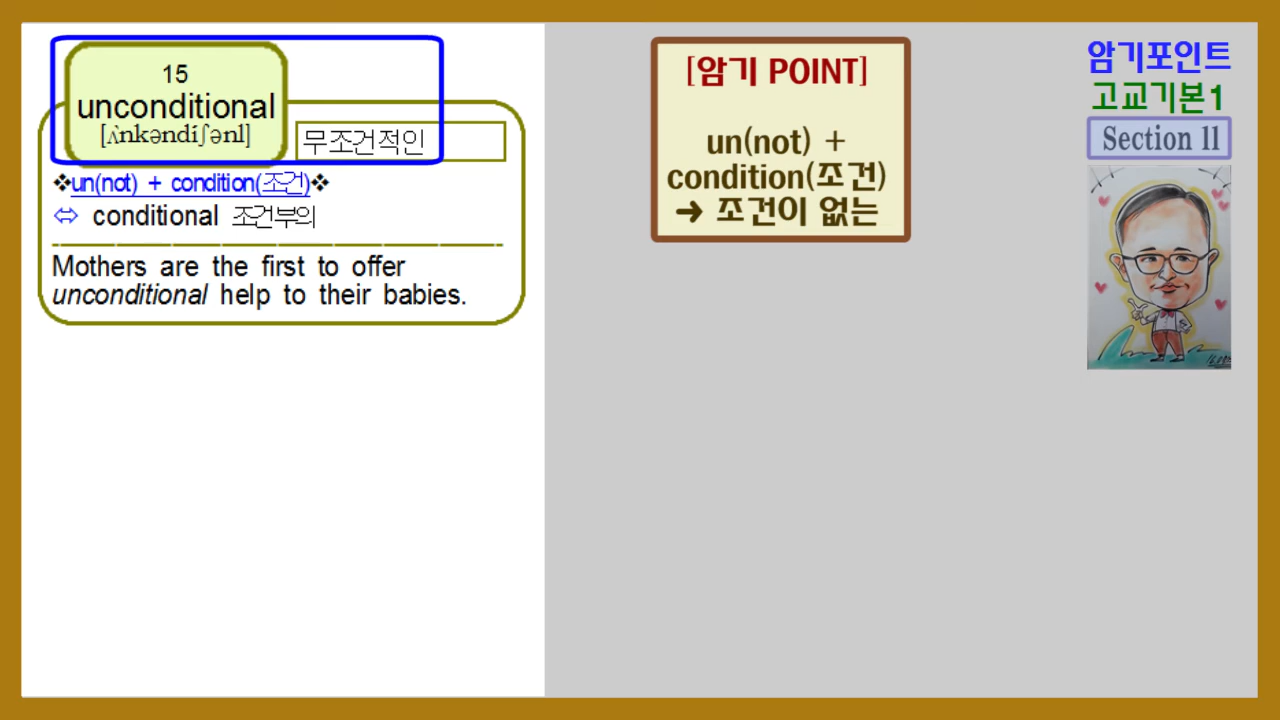 15
unconditional
[ʌ̀nkəndíʃənl]
무조건적인
❖un(not) + condition(조건)❖
⇔ conditional 조건부의
Mothers are the first to offer
unconditional help to their babies.
[암기 POINT]
un(not) +
condition(조건)
➜ 조건이 없는
암기포인트
고교기본1
Section 11